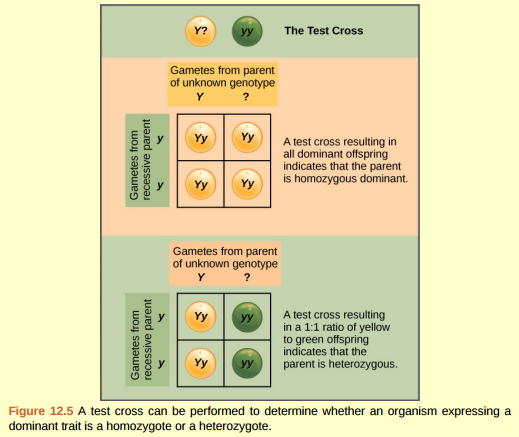 Y?
yy
The Test Cross
Gametes from parent
of unknown genotype
Y ?
Gametes from
recessive parent
y
y
Yy Yy
Yy Yy
A test cross resulting in
all dominant offspring
indicates that the parent
is homozygous dominant.
Gametes from parent
of unknown genotype
Y ?
Gametes from
recessive parent
y
y
Yy yy
Yy yy
A test cross resulting
in a 1:1 ratio of yellow
to green offspring
indicates that the
parent is heterozygous.
Figure 12.5 A test cross can be performed to determine whether an organism expressing a
dominant trait is a homozygote or a heterozygote.